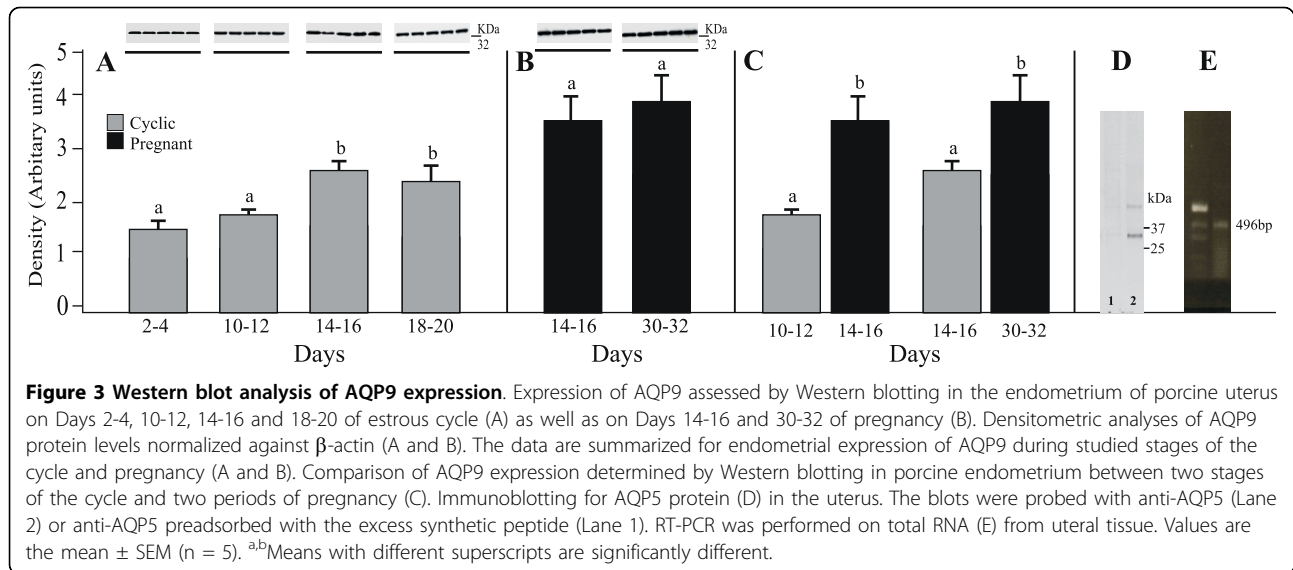 KDa
32
KDa
32
5
4
3
2
1
0
Density (Arbitary units)
A
B
C
D
E
Cyclic
Pregnant
a
a
b
b
a
a
a
b
a
b
2-4
10-12
14-16
18-20
Days
14-16
30-32
Days
10-12
14-16
14-16
30-32
Days
kDa
37
25
1
2
496bp
Figure 3 Western blot analysis of AQP9 expression. Expression of AQP9 assessed by Western blotting in the endometrium of porcine uterus
on Days 2-4, 10-12, 14-16 and 18-20 of estrous cycle (A) as well as on Days 14-16 and 30-32 of pregnancy (B). Densitometric analyses of AQP9
protein levels normalized against β-actin (A and B). The data are summarized for endometrial expression of AQP9 during studied stages of the
cycle and pregnancy (A and B). Comparison of AQP9 expression determined by Western blotting in porcine endometrium between two stages
of the cycle and two periods of pregnancy (C). Immunoblotting for AQP5 protein (D) in the uterus. The blots were probed with anti-AQP5 (Lane
2) or anti-AQP5 preadsorbed with the excess synthetic peptide (Lane 1). RT-PCR was performed on total RNA (E) from uteral tissue. Values are
the mean ± SEM (n = 5). a,bMeans with different superscripts are significantly different.